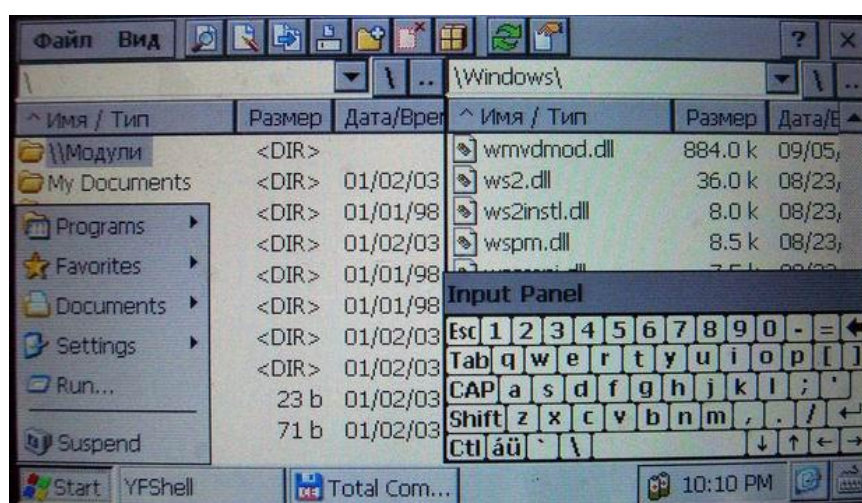 Файл Вид ? ×
\ \ .. \Windows\ \ ..
^ Имя / Тип Размер Дата/Врем ^ Имя / Тип Размер Дата/В
\\Модули <DIR> wmvdmod.dll 884.0 k 09/05/
My Documents <DIR> 01/02/03 ws2.dll 36.0 k 08/23/
Programs <DIR> 01/01/98 ws2instl.dll 8.0 k 08/23/
<DIR> 01/02/03 wspm.dll 8.5 k 08/23/
Favorites <DIR> 01/01/98
Documents <DIR> 01/01/98 Input Panel
Settings <DIR> 01/02/03 Esc 1 2 3 4 5 6 7 8 9 0 - =
<DIR> 01/02/03 Tab q w e r t y u i o p [ ]
Run... 23 b 01/02/03 CAP a s d f g h j k l ; '
Shift z x c v b n m , . /
Suspend 71 b 01/02/03 Ctl áü ` \ ↓ ↑ ← →
Start YFShell Total Com... 10:10 PM